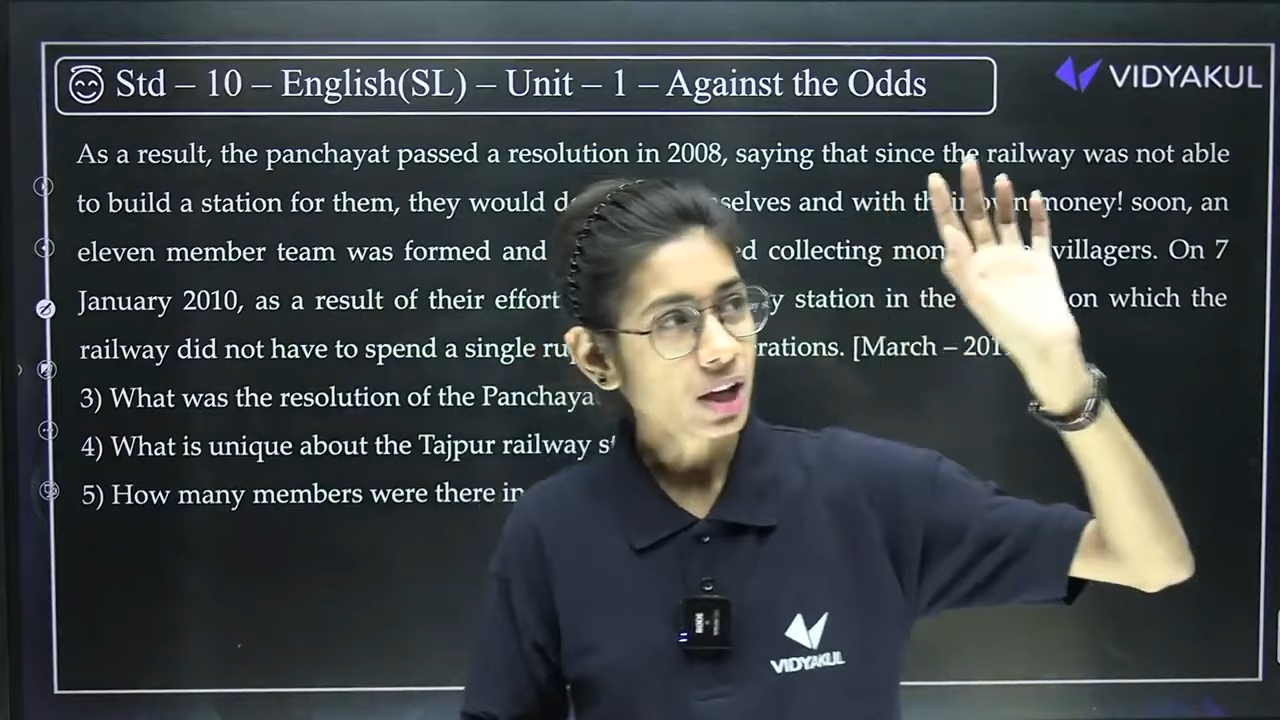 Std – 10 – English(SL) – Unit – 1 – Against the Odds
VIDYAKUL
As a result, the panchayat passed a resolution in 2008, saying that since the railway was not able
to build a station for them, they would and with money! soon, an
eleven member team was formed and collecting villagers. On 7
January 2010, as a result of their effort station in the on which the
railway did not have to spend a single [March –
3) What was the resolution of the
4) What is unique about the Tajpur railway
5) How many members were there in
RODE
VIDYAKUL